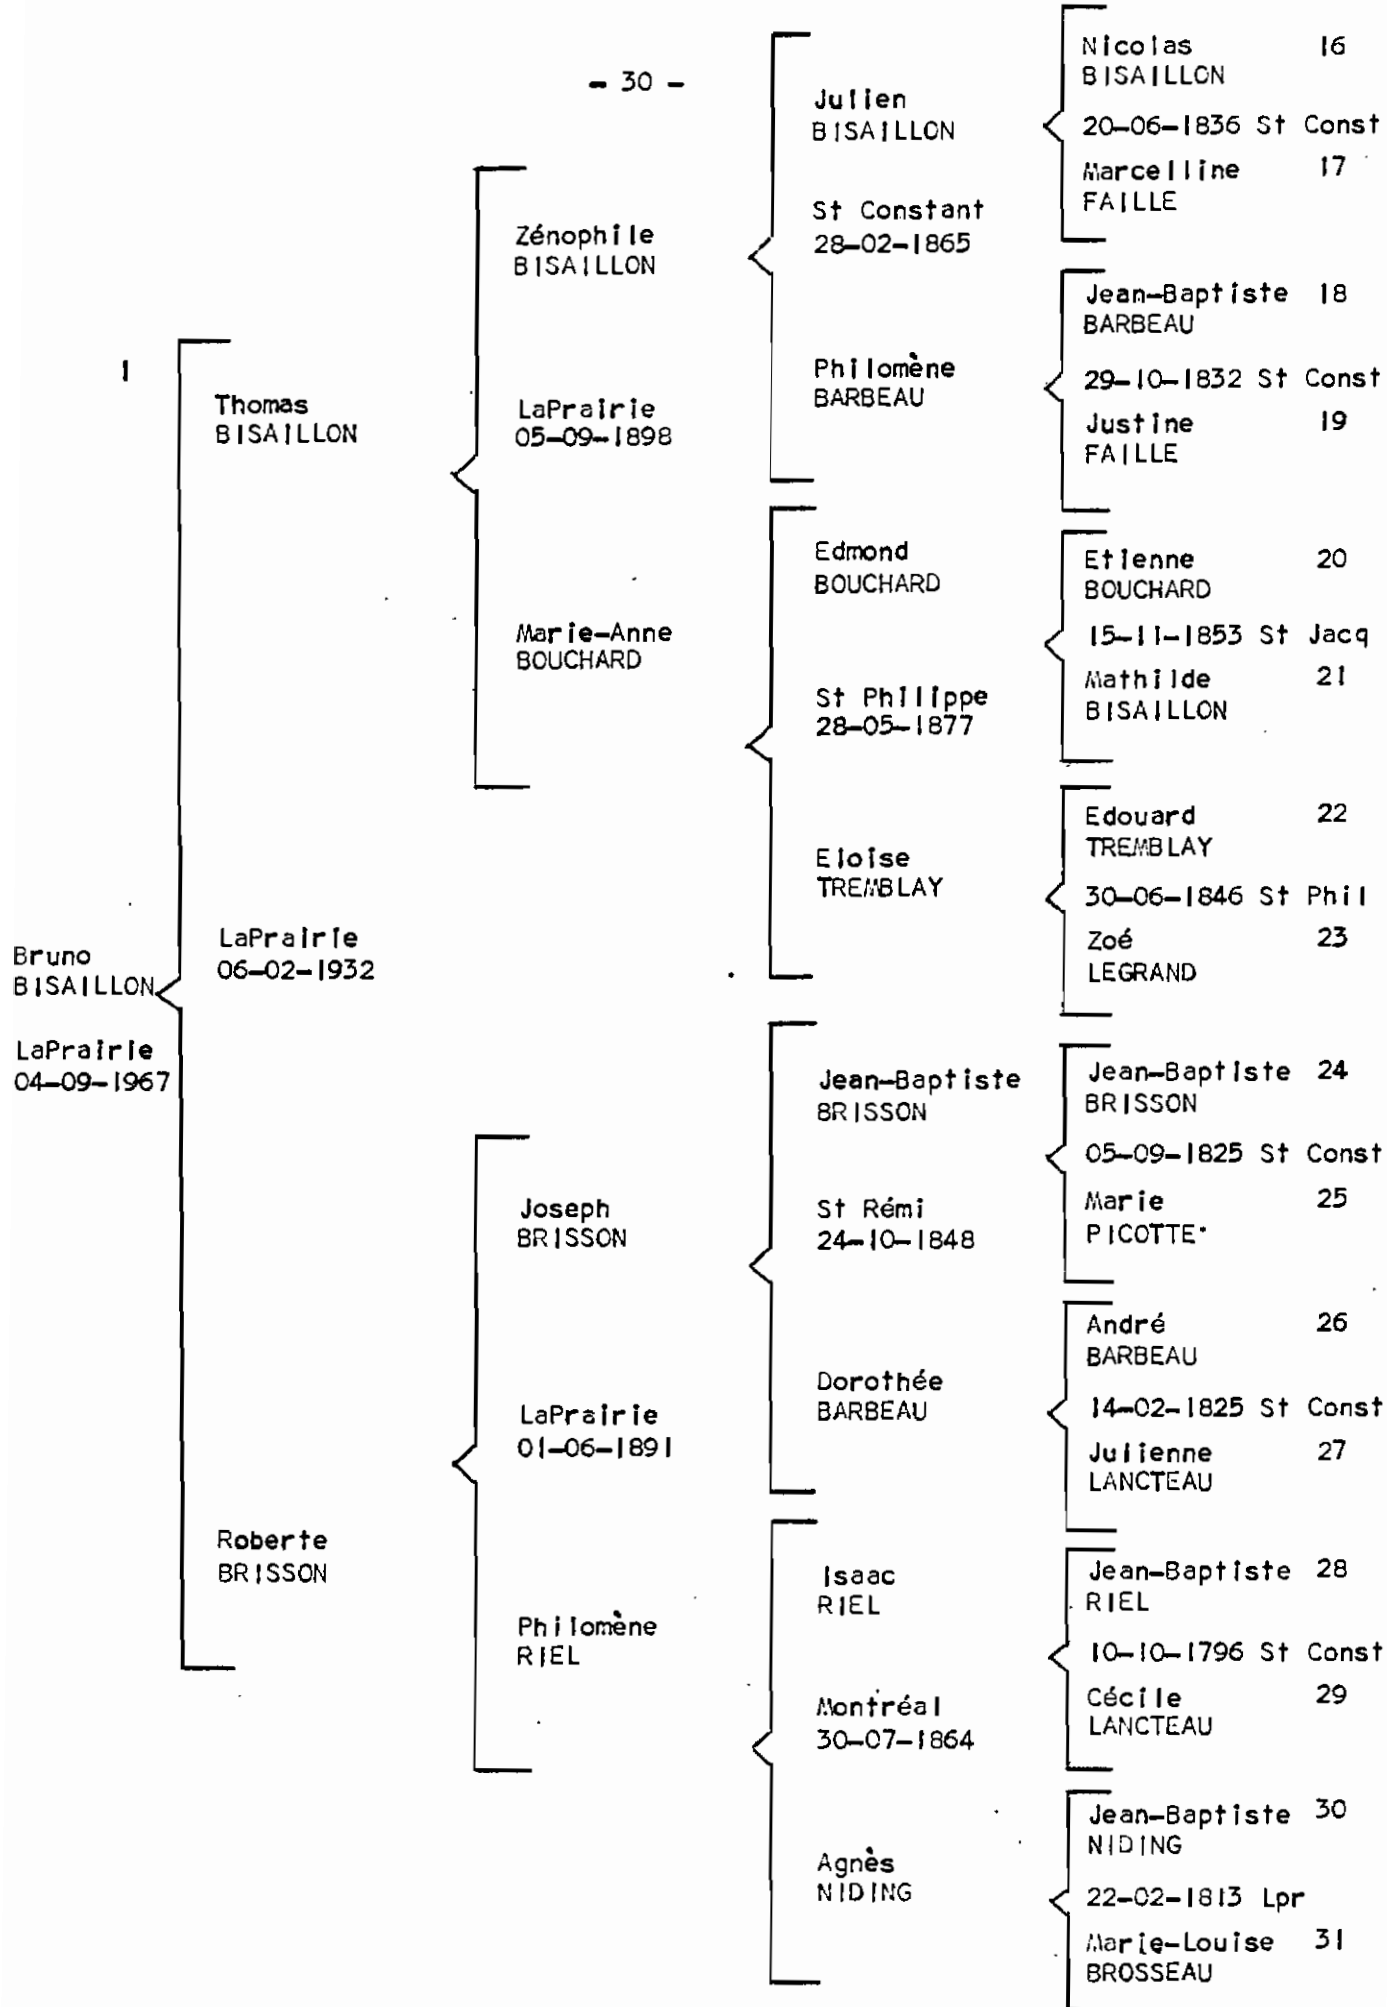 - 30 -
1
Bruno
BISAILLON
LaPrairie
04-09-1967
Thomas
BISAILLON
LaPrairie
06-02-1932
Roberte
BRISSON
Zénophile
BISAILLON
LaPrairie
05-09-1898
Marie-Anne
BOUCHARD
Joseph
BRISSON
LaPrairie
01-06-1891
Philomène
RIEL
Julien
BISAILLON
St Constant
28-02-1865
Philomène
BARBEAU
Edmond
BOUCHARD
St Philippe
28-05-1877
Eloise
TREMBLAY
Jean-Baptiste
BRISSON
St Rémi
24-10-1848
Dorothée
BARBEAU
Isaac
RIEL
Montréal
30-07-1864
Agnès
NIDING
Nicolas 16
BISAILLON
20-06-1836 St Const
Marcelline 17
FAILLE
Jean-Baptiste 18
BARBEAU
29-10-1832 St Const
Justine 19
FAILLE
Etienne 20
BOUCHARD
15-11-1853 St Jacq
Mathilde 21
BISAILLON
Edouard 22
TREMBLAY
30-06-1846 St Phil
Zoé 23
LEGRAND
Jean-Baptiste 24
BRISSON
05-09-1825 St Const
Marie 25
PICOTTE
André 26
BARBEAU
14-02-1825 St Const
Julienne 27
LANCTEAU
Jean-Baptiste 28
RIEL
10-10-1796 St Const
Cécile 29
LANCTEAU
Jean-Baptiste 30
NIDING
22-02-1813 Lpr
Marie-Louise 31
BROSSEAU